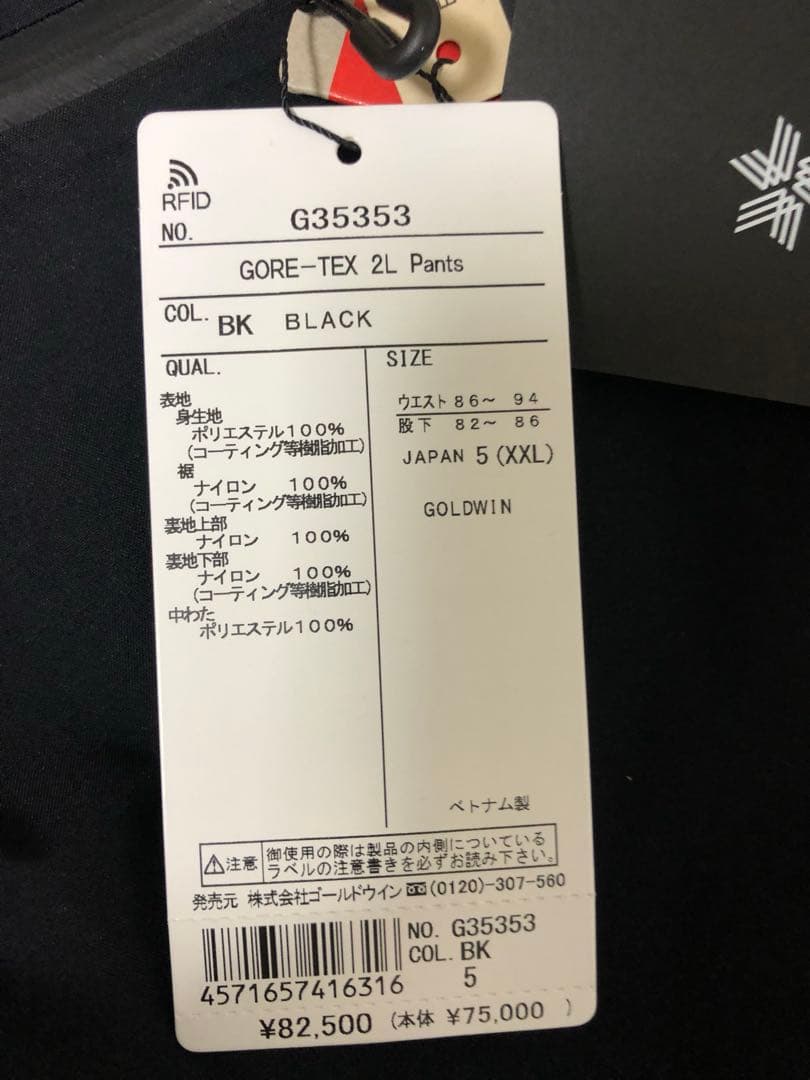 RFID
NO. G35353
GORE-TEX 2L Pants
COL. BK BLACK
QUAL.
表地
身生地
ポリエステル100%
(コーティング等樹脂加工)
裾
ナイロン 100%
(コーティング等樹脂加工)
裏地上部
ナイロン 100%
裏地下部
ナイロン 100%
(コーティング等樹脂加工)
中わた
ポリエステル100%
SIZE
ウエスト 86~ 94
股下 82~ 86
JAPAN 5 (XXL)
GOLDWIN
ベトナム製
注意 御使用の際は製品の内側についている
ラベルの注意書きを必ずお読み下さい。
発売元 株式会社ゴールドウイン (0120)-307-560
NO. G35353
COL. BK
5
4571657416316
¥82,500 (本体 ¥75,000 )